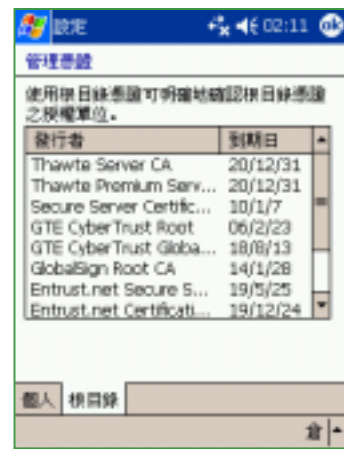 設定 02:11 ok
管理憑證
使用根目錄憑證可明確地確認根目錄憑證
之授權單位。
發行者 到期日
Thawte Server CA 20/12/31
Thawte Premium Serv... 20/12/31
Secure Server Certific... 10/1/7
GTE CyberTrust Root 06/2/23
GTE CyberTrust Globa... 18/8/13
GlobalSign Root CA 14/1/28
Entrust.net Secure S... 19/5/25
Entrust.net Certificati... 19/12/24
個人 根目錄
倉